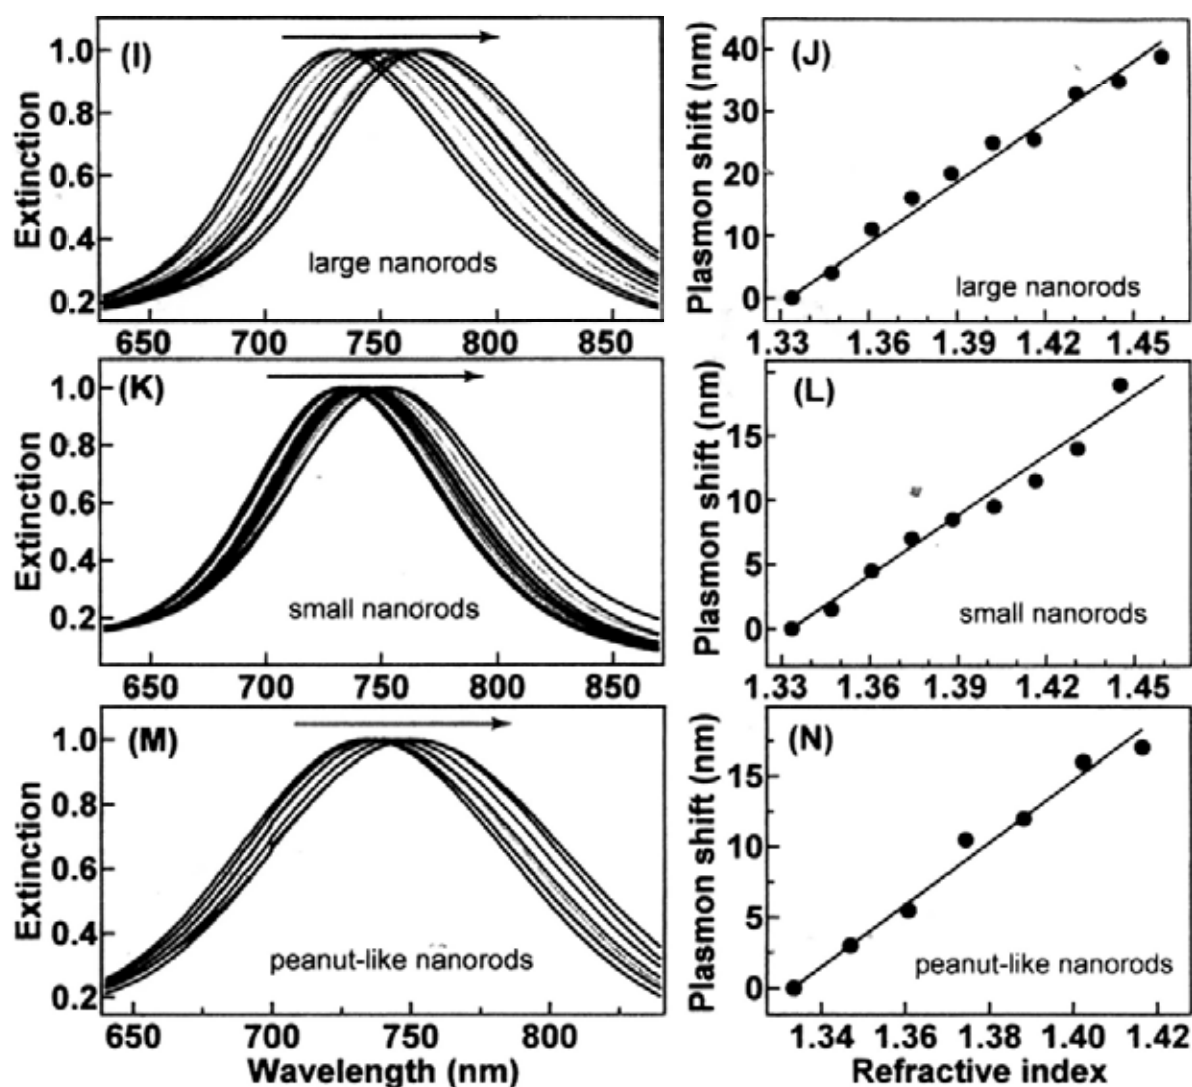 (I)
Extinction
1.0
0.8
0.6
0.4
0.2
large nanorods
650 700 750 800 850
(J)
Plasmon shift (nm)
40
30
20
10
0
large nanorods
1.33 1.36 1.39 1.42 1.45
(K)
Extinction
1.0
0.8
0.6
0.4
0.2
small nanorods
650 700 750 800 850
(L)
Plasmon shift (nm)
15
10
5
0
small nanorods
1.33 1.36 1.39 1.42 1.45
(M)
Extinction
1.0
0.8
0.6
0.4
0.2
peanut-like nanorods
650 700 750 800
Wavelength (nm)
(N)
Plasmon shift (nm)
15
10
5
0
peanut-like nanorods
1.34 1.36 1.38 1.40 1.42
Refractive index